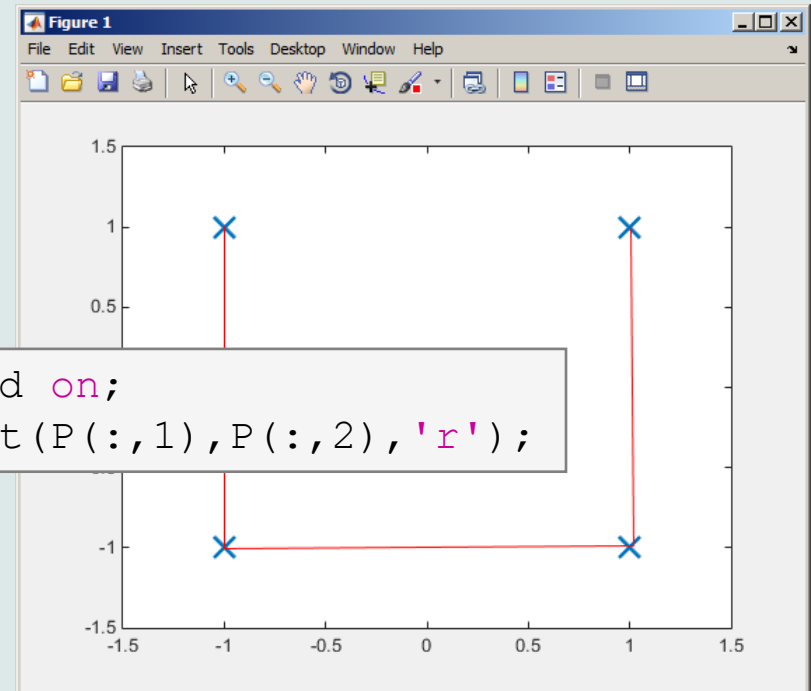 Figure 1
File Edit View Insert Tools Desktop Window Help
1.5
1
0.5
d on;
t(P(:,1),P(:,2),'r');
-1
-1.5
-1.5 -1 -0.5 0 0.5 1 1.5